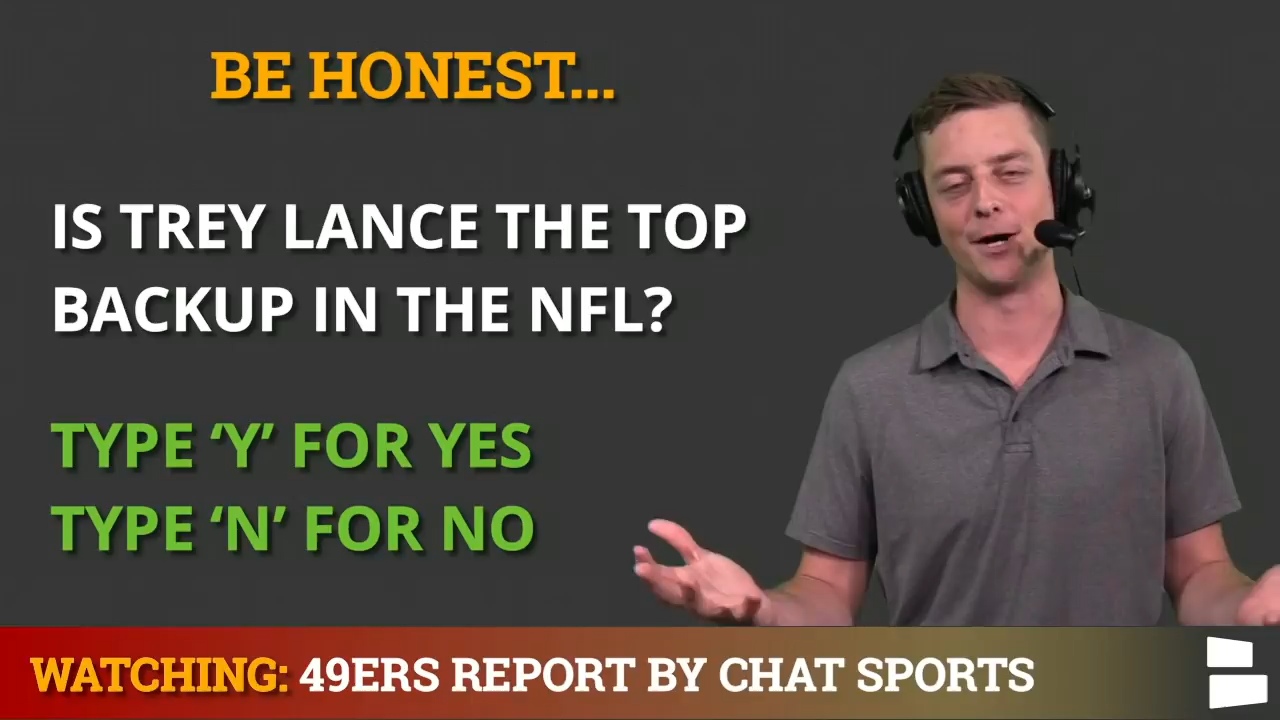 BE HONEST...
IS TREY LANCE THE TOP
BACKUP IN THE NFL?
TYPE ‘Y’ FOR YES
TYPE ‘N’ FOR NO
WATCHING: 49ERS REPORT BY CHAT SPORTS